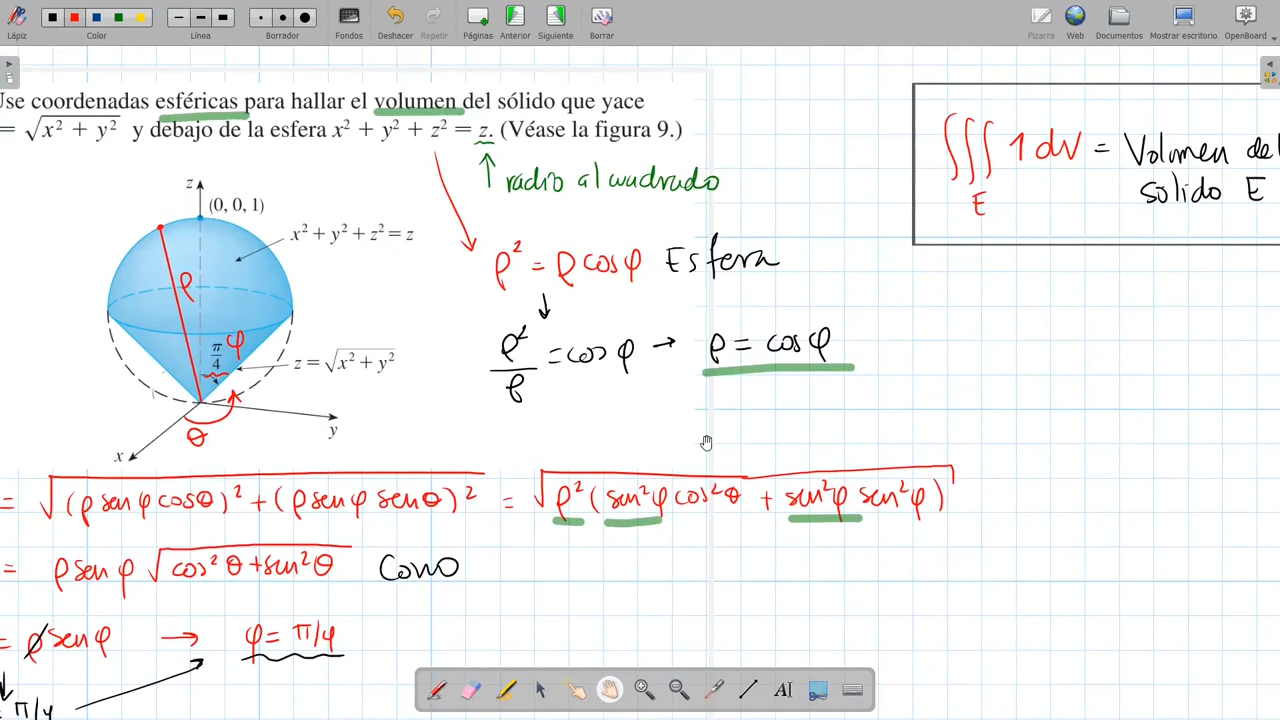 Lápiz Color Línea Borrador Fondos Deshacer Repetir Páginas Anterior Siguiente Borrar Pizarra Web Documentos Mostrar escritorio OpenBoard
Use coordenadas esféricas para hallar el volumen del sólido que yace
= √x² + y² y debajo de la esfera x² + y² + z² = z. (Véase la figura 9.)
radio al cuadrado
∭ 1 dV = Volumen del
E
solido E
z
(0, 0, 1)
x² + y² + z² = z
ρ
π/4
φ
z = √x² + y²
θ
x
y
ρ² = ρ cos φ Esfera
ρ²/ρ = cos φ → ρ = cos φ
= √(ρ sen φ cos θ)² + (ρ sen φ sen θ)² = √ρ² (sen²φ cos²θ + sen²φ sen²φ)
= ρ sen φ √cos² θ + sen² θ Cono
= ρ sen φ → φ = π/4
= π/4